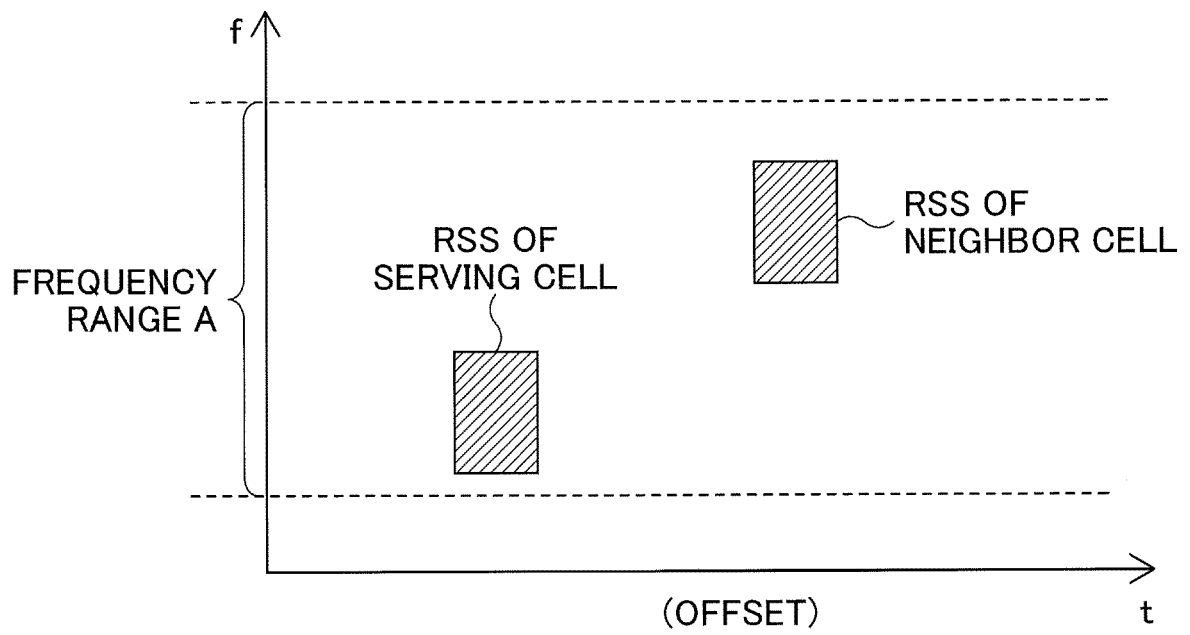 f
RSS OF
NEIGHBOR CELL
RSS OF
SERVING CELL
FREQUENCY
RANGE A
(OFFSET)
t